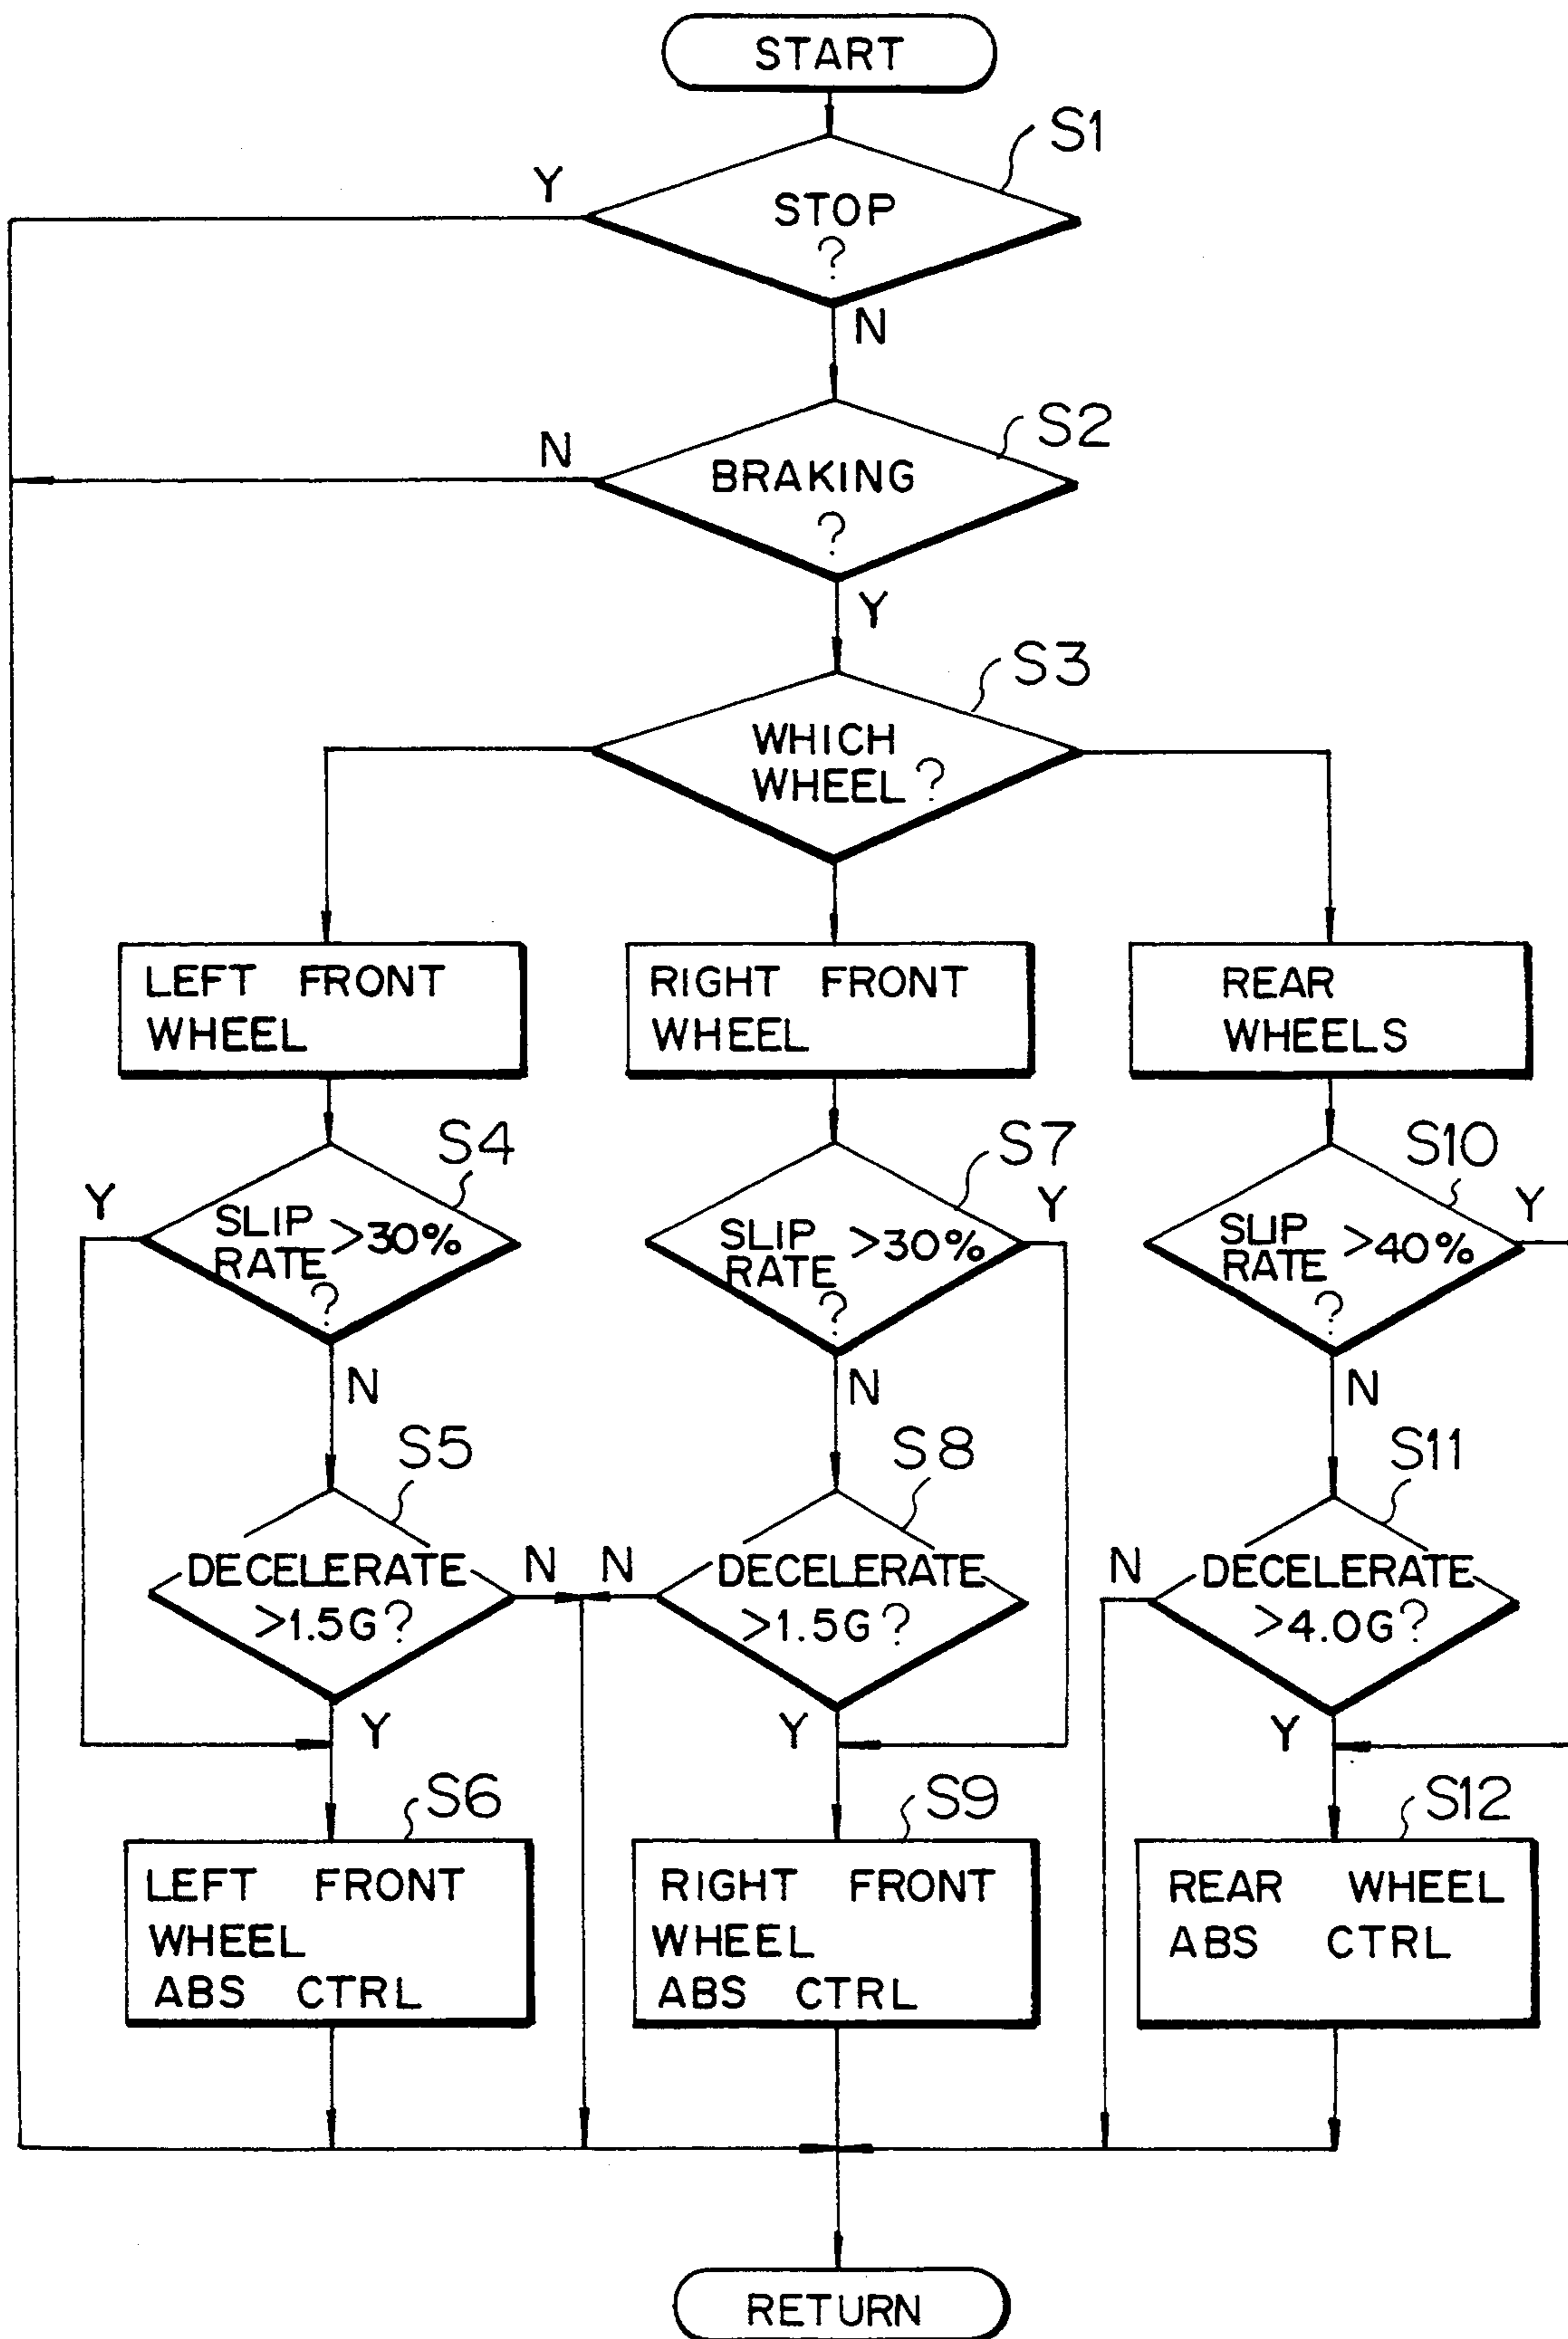 START
S1
Y
STOP
?
N
S2
N
BRAKING
?
Y
S3
WHICH
WHEEL?
LEFT FRONT
WHEEL
RIGHT FRONT
WHEEL
REAR
WHEELS
S4
Y
SLIP
RATE >30%
?
N
S7
Y
SLIP
RATE >30%
?
N
S10
Y
SLIP
RATE >40%
?
N
S5
DECELERATE
>1.5G?
N
Y
S8
N
DECELERATE
>1.5G?
Y
S11
N
DECELERATE
>4.0G?
Y
S6
LEFT FRONT
WHEEL
ABS CTRL
S9
RIGHT FRONT
WHEEL
ABS CTRL
S12
REAR WHEEL
ABS CTRL
RETURN